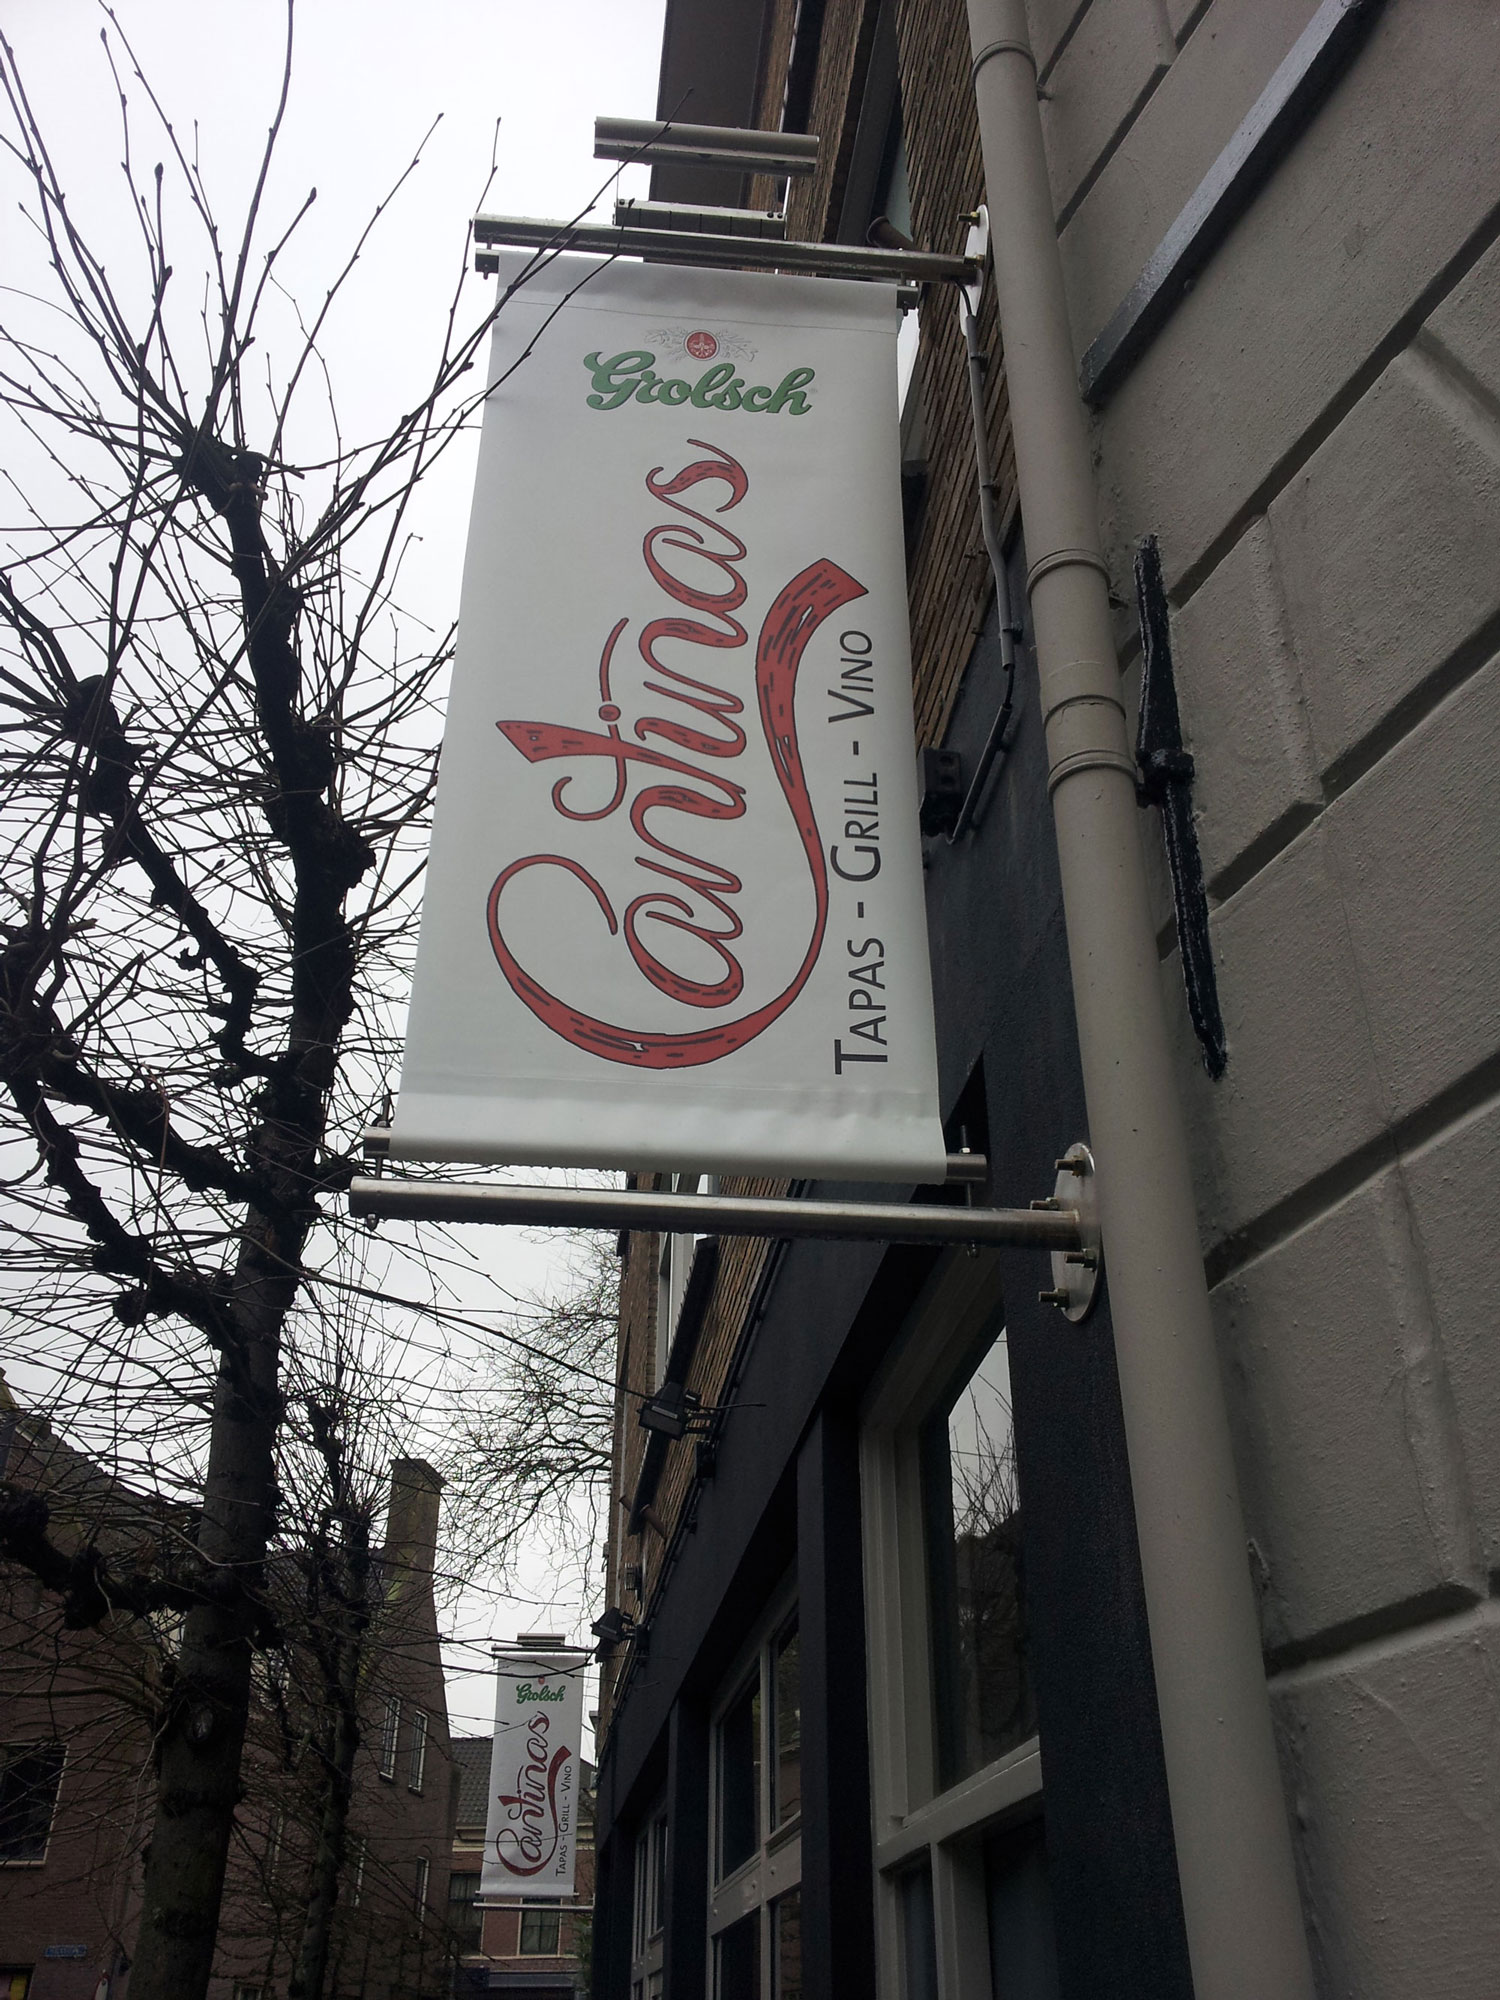 Grolsch
Cantinas
TAPAS - GRILL - VINO
Grolsch
Cantinas
TAPAS - GRILL - VINO